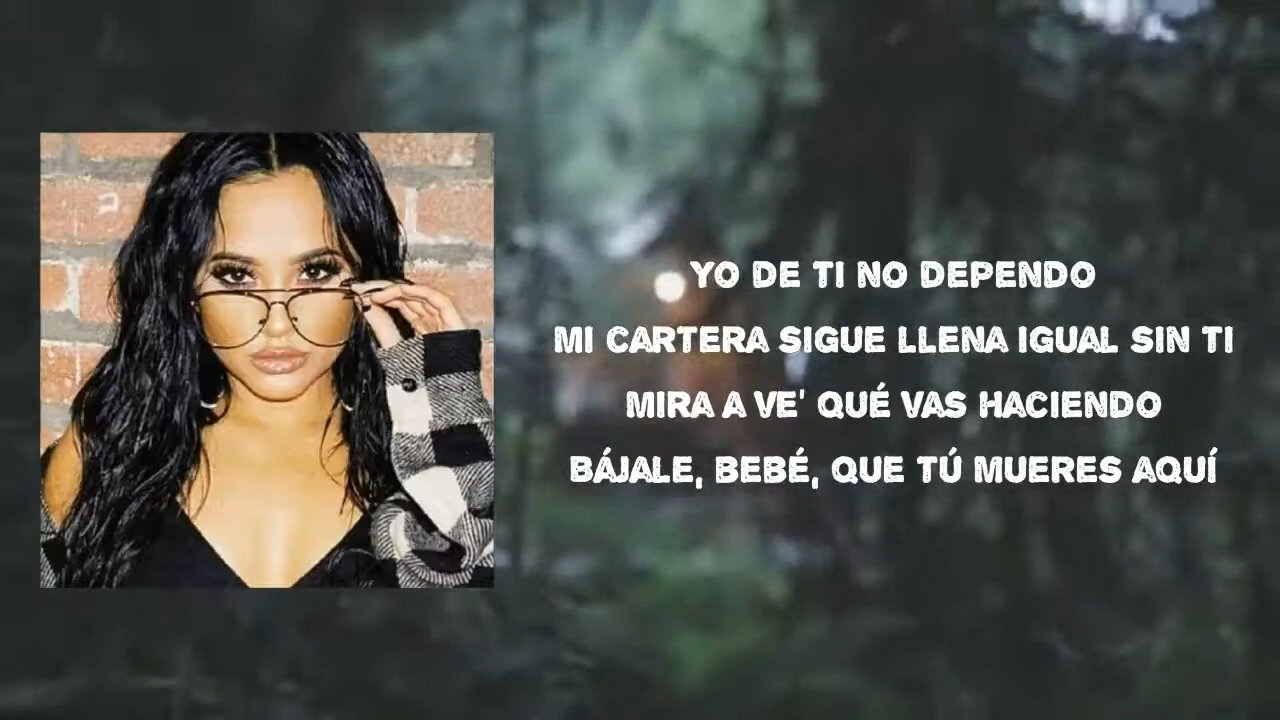 YO DE TI NO DEPENDO
MI CARTERA SIGUE LLENA IGUAL SIN TI
MIRA A VE' QUÉ VAS HACIENDO
BÁJALE, BEBÉ, QUE TÚ MUERES AQUÍ